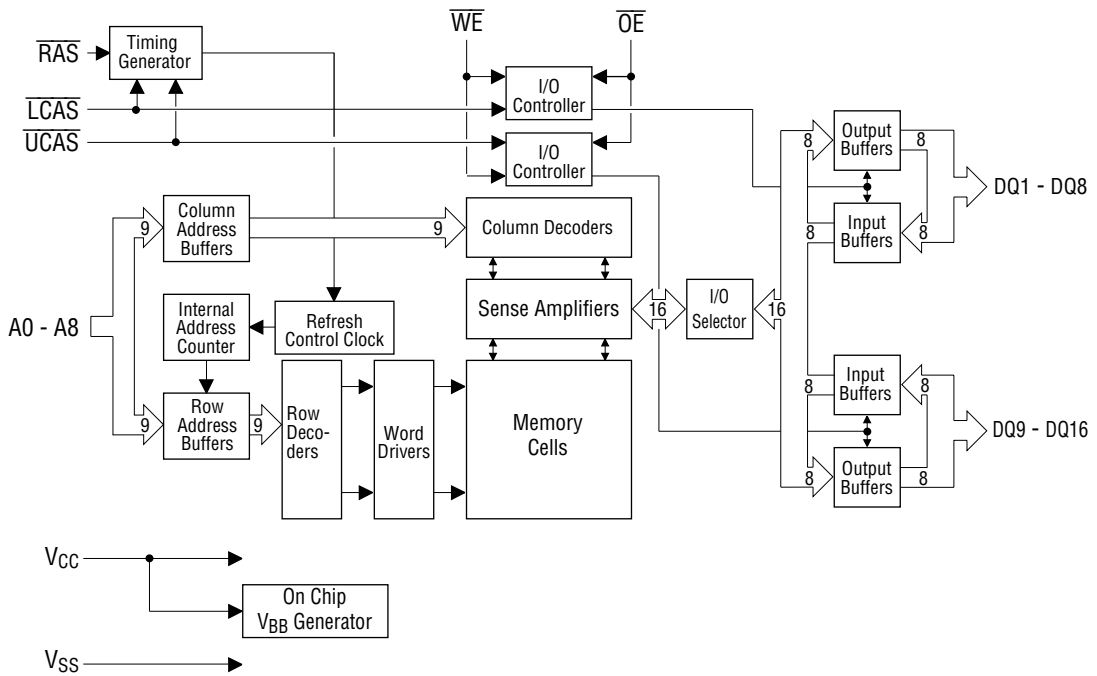 WE
OE
RAS
Timing
Generator
LCAS
UCAS
I/O
Controller
I/O
Controller
Output
Buffers
8
8
DQ1 - DQ8
Input
Buffers
8
8
Column
Address
Buffers
9
9
Column Decoders
A0 - A8
Internal
Address
Counter
Refresh
Control Clock
Sense Amplifiers
16
I/O
Selector
16
Row
Address
Buffers
9
9
Row
Deco-
ders
Word
Drivers
Memory
Cells
Input
Buffers
8
8
DQ9 - DQ16
Output
Buffers
8
8
VCC
On Chip
VBB Generator
VSS